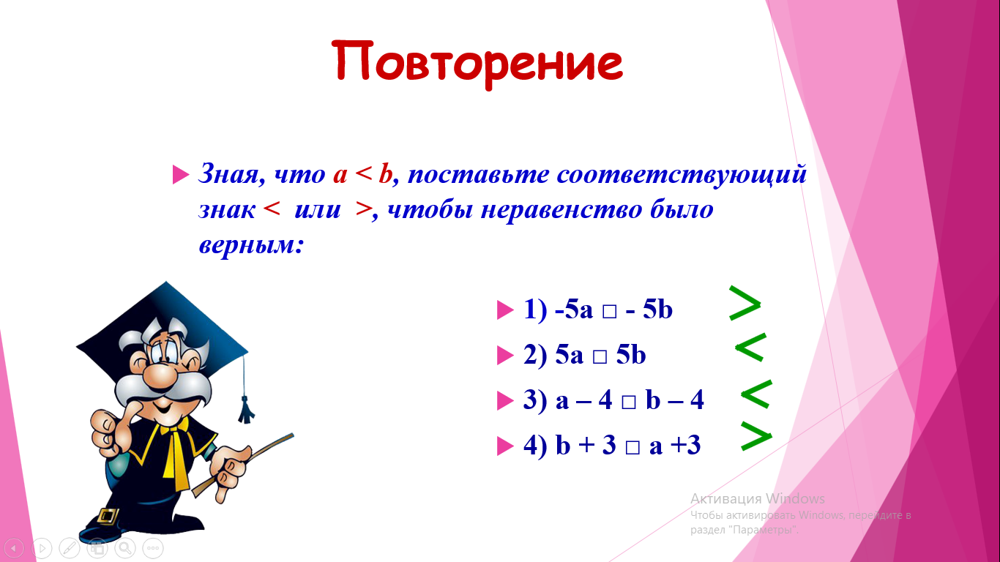 Повторение
Зная, что a < b, поставьте соответствующий
знак < или >, чтобы неравенство было
верным:
1) -5a □ - 5b >
2) 5a □ 5b <
3) a – 4 □ b – 4 <
4) b + 3 □ a +3 >
Активация Windows
Чтобы активировать Windows, перейдите в
раздел "Параметры".